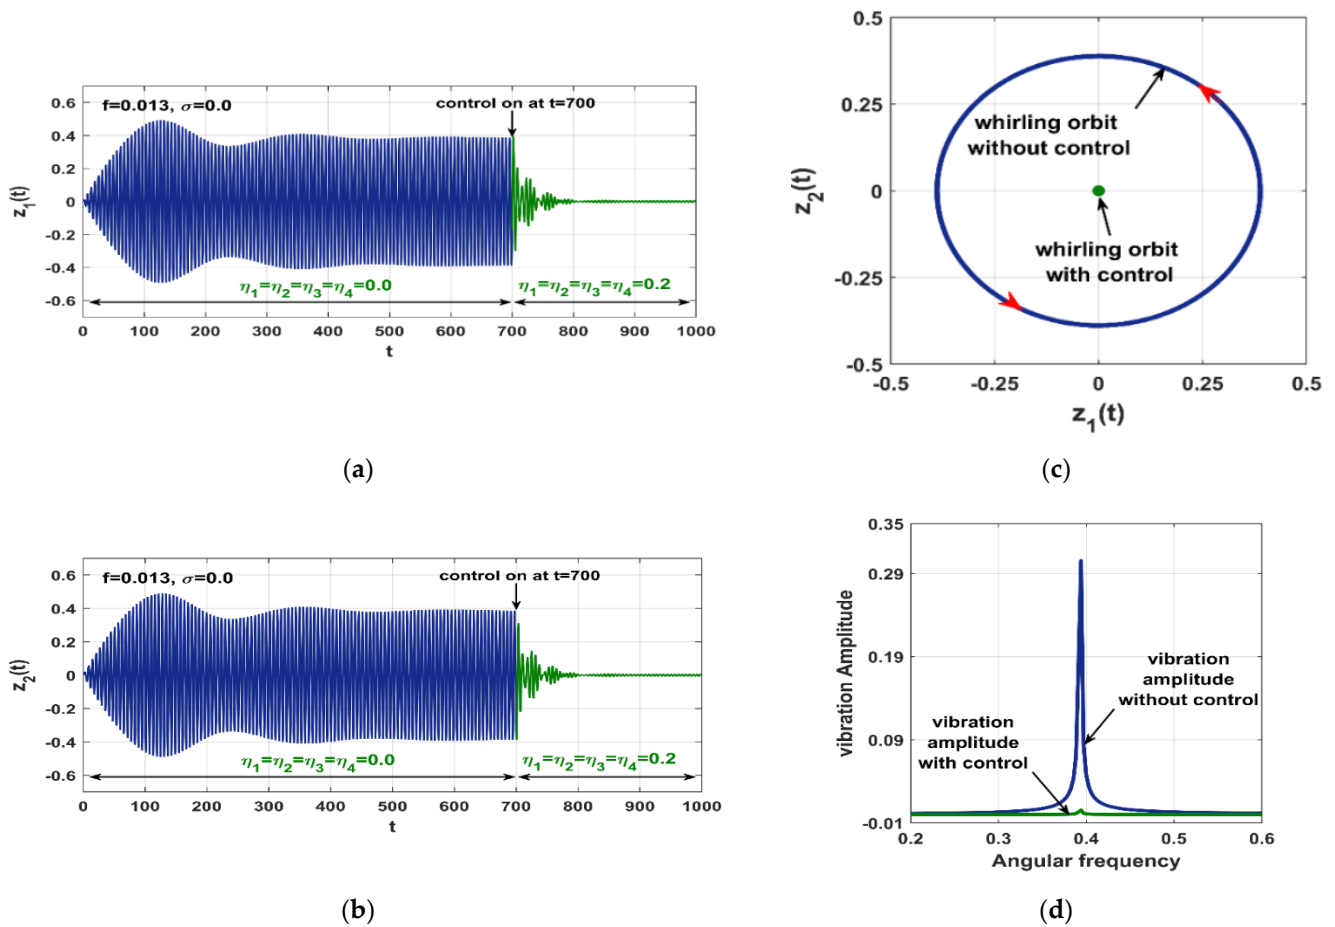 f=0.013, σ=0.0
control on at t=700
0.6
0.4
0.2
0
-0.2
-0.4
-0.6
z₁(t)
η₁=η₂=η₃=η₄=0.0
η₁=η₂=η₃=η₄=0.2
0 100 200 300 400 500 600 700 800 900 1000
t
(a)
0.5
0.25
0
-0.25
-0.5
z₂(t)
whirling orbit
without control
whirling orbit
with control
-0.5 -0.25 0 0.25 0.5
z₁(t)
(c)
f=0.013, σ=0.0
control on at t=700
0.6
0.4
0.2
0
-0.2
-0.4
-0.6
z₂(t)
η₁=η₂=η₃=η₄=0.0
η₁=η₂=η₃=η₄=0.2
0 100 200 300 400 500 600 700 800 900 1000
t
(b)
0.35
0.29
0.19
0.09
-0.01
vibration Amplitude
vibration
amplitude
without control
vibration
amplitude
with control
0.2 0.3 0.4 0.5 0.6
Angular frequency
(d)